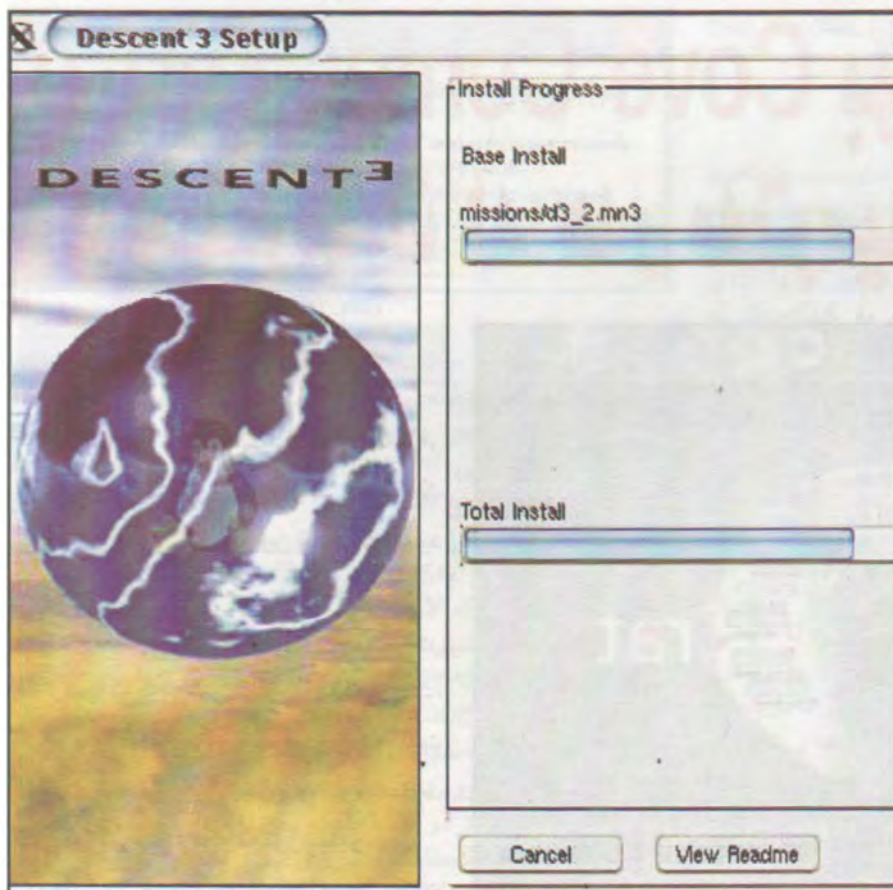 Descent 3 Setup
DESCENT3
Install Progress
Base Install
missions/d3_2.mn3
Total Install
Cancel
View Readme